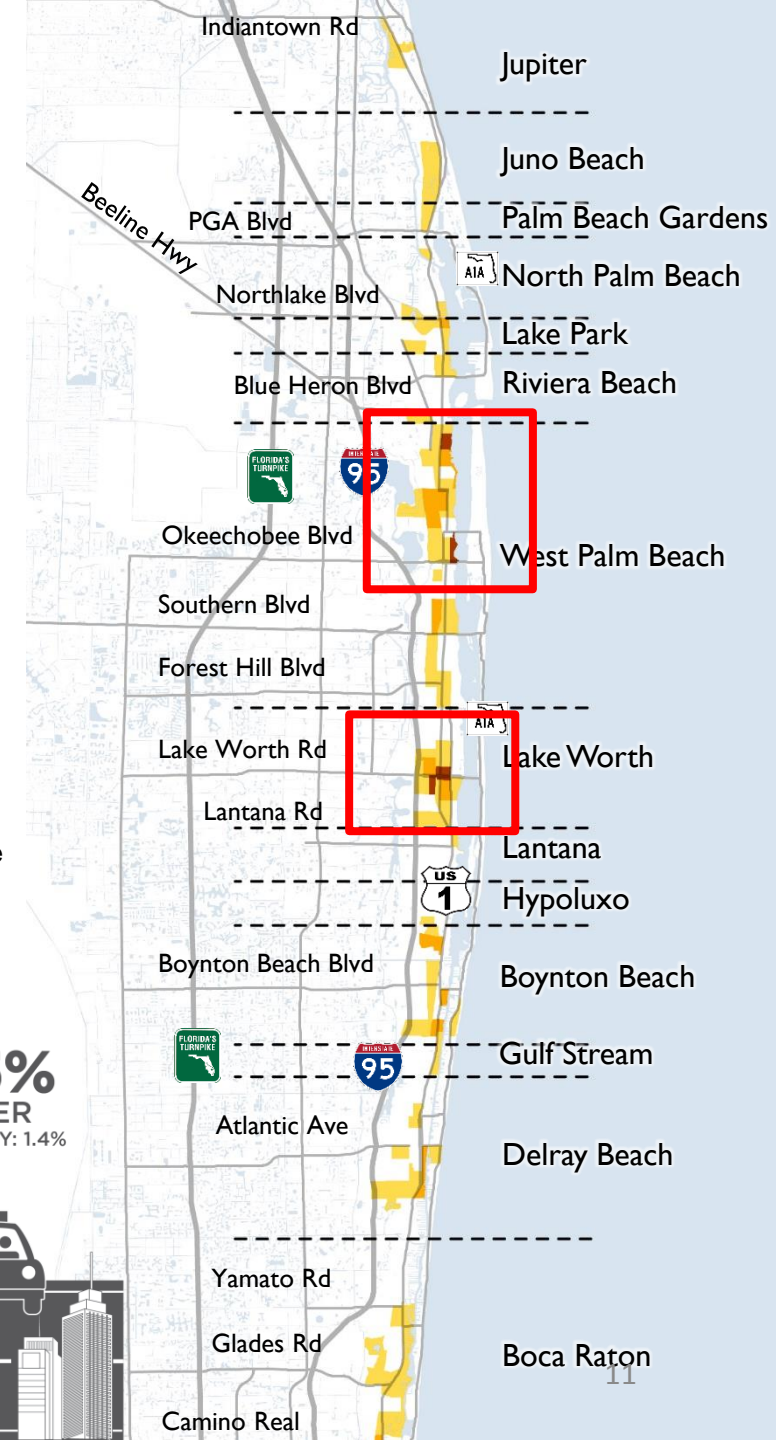 Indiantown Rd
Jupiter
Juno Beach
Beeline Hwy
PGA Blvd
Palm Beach Gardens
A1A
North Palm Beach
Northlake Blvd
Lake Park
Blue Heron Blvd
Riviera Beach
FLORIDA'S
TURNPIKE
INTERSTATE
95
Okeechobee Blvd
West Palm Beach
Southern Blvd
Forest Hill Blvd
A1A
Lake Worth Rd
Lake Worth
Lantana Rd
Lantana
US
1
Hypoluxo
Boynton Beach Blvd
Boynton Beach
FLORIDA'S
TURNPIKE
INTERSTATE
95
Gulf Stream
%
ER
Y: 1.4%
Atlantic Ave
Delray Beach
Yamato Rd
Glades Rd
Boca Raton
11
Camino Real